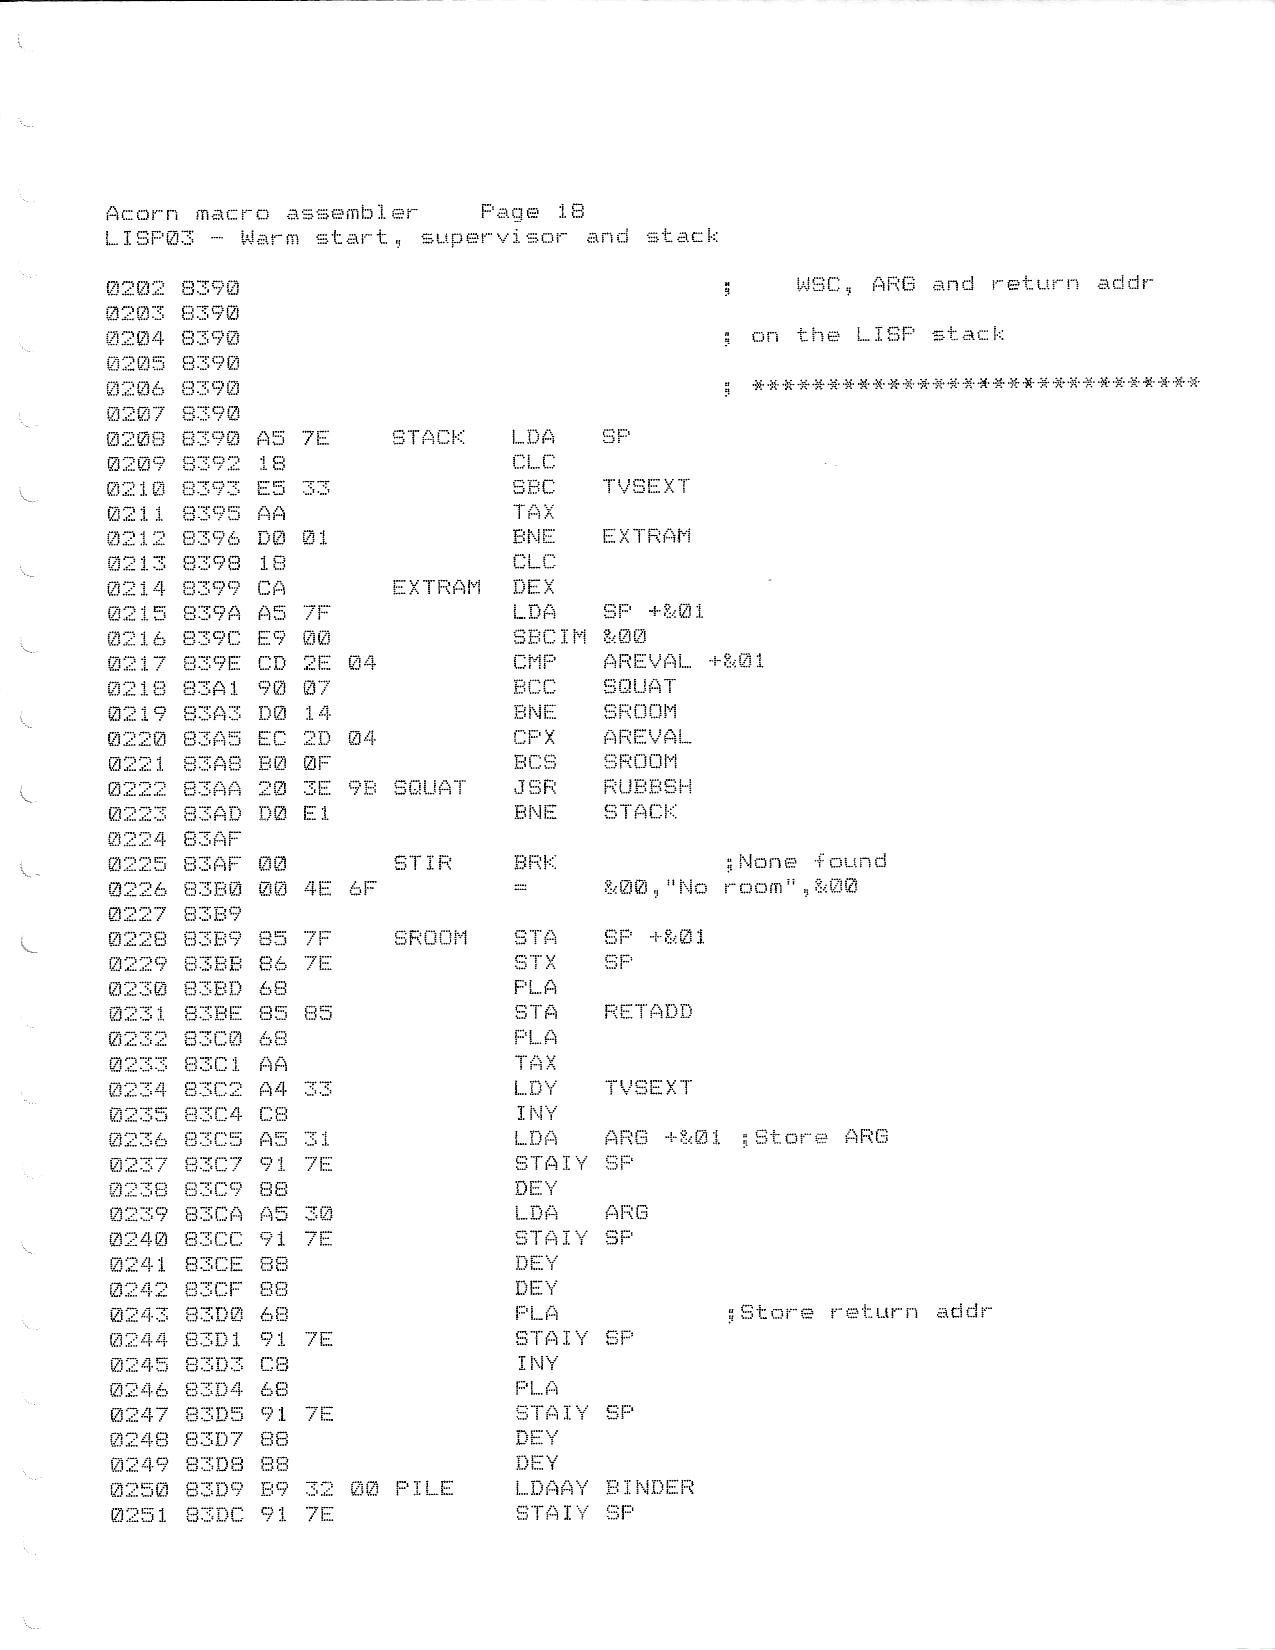 Acorn macro assembler    Page 18
LISP03 - Warm start, supervisor and stack
0202 8390                                ;    WSC, ARG and return addr
0203 8390
0204 8390                                ; on the LISP stack
0205 8390
0206 8390                                ; ******************************
0207 8390
0208 8390 A5 7E    STACK   LDA   SP
0209 8392 18               CLC
0210 8393 E5 33            SBC   TVSEXT
0211 8395 AA               TAX
0212 8396 D0 01            BNE   EXTRAM
0213 8398 18               CLC
0214 8399 CA       EXTRAM  DEX
0215 839A A5 7F            LDA   SP +&01
0216 839C E9 00            SBCIM &00
0217 839E CD 2E 04         CMP   AREVAL +&01
0218 83A1 90 07            BCC   SQUAT
0219 83A3 D0 14            BNE   SROOM
0220 83A5 EC 2D 04         CPX   AREVAL
0221 83A8 B0 0F            BCS   SROOM
0222 83AA 20 3E 9B SQUAT   JSR   RUBBSH
0223 83AD D0 E1            BNE   STACK
0224 83AF
0225 83AF 00       STIR    BRK           ;None found
0226 83B0 00 4E 6F         =     &00,"No room",&00
0227 83B9
0228 83B9 85 7F    SROOM   STA   SP +&01
0229 83BB 86 7E            STX   SP
0230 83BD 68               PLA
0231 83BE 85 85            STA   RETADD
0232 83C0 68               PLA
0233 83C1 AA               TAX
0234 83C2 A4 33            LDY   TVSEXT
0235 83C4 C8               INY
0236 83C5 A5 31            LDA   ARG +&01 ;Store ARG
0237 83C7 91 7E            STAIY SP
0238 83C9 88               DEY
0239 83CA A5 30            LDA   ARG
0240 83CC 91 7E            STAIY SP
0241 83CE 88               DEY
0242 83CF 88               DEY
0243 83D0 68               PLA           ;Store return addr
0244 83D1 91 7E            STAIY SP
0245 83D3 C8               INY
0246 83D4 68               PLA
0247 83D5 91 7E            STAIY SP
0248 83D7 88               DEY
0249 83D8 88               DEY
0250 83D9 B9 32 00 PILE    LDAAY BINDER
0251 83DC 91 7E            STAIY SP